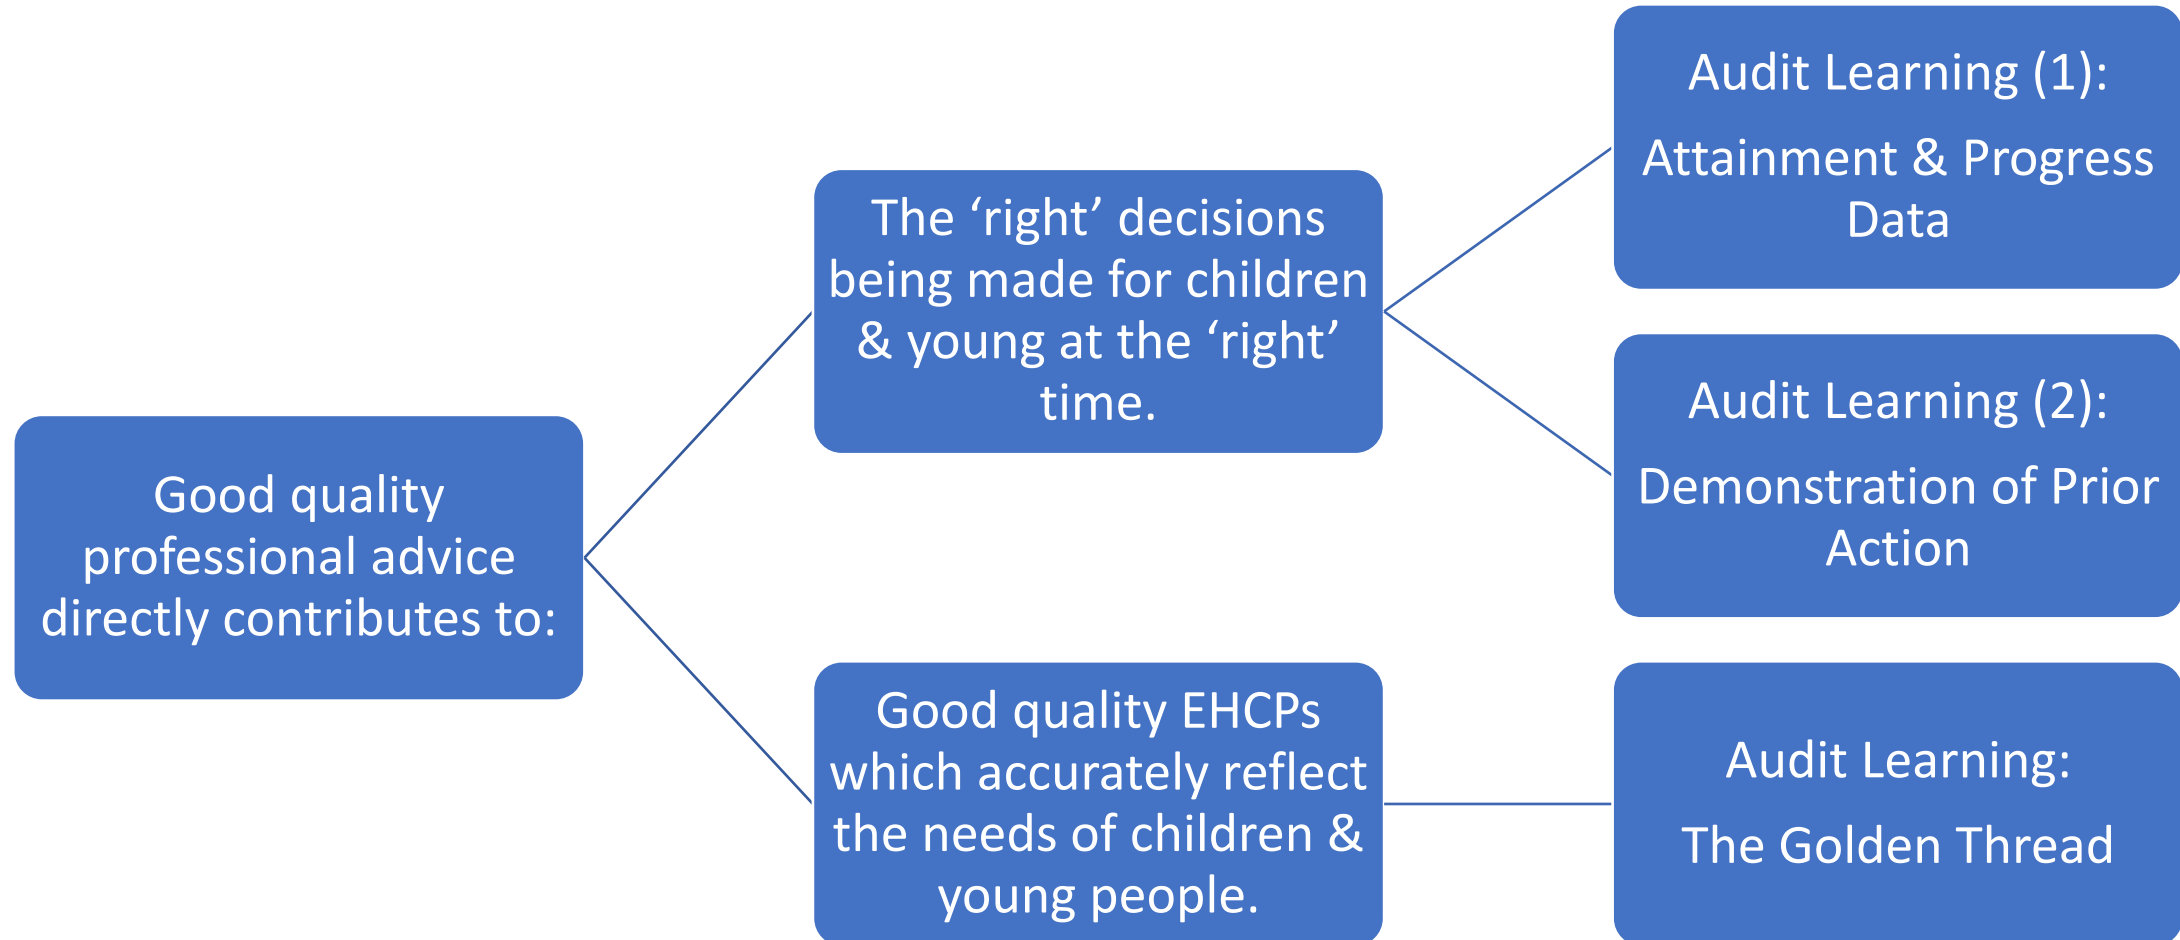 Good quality
professional advice
directly contributes to:
The ‘right’ decisions
being made for children
& young at the ‘right’
time.
Audit Learning (1):
Attainment & Progress
Data
Audit Learning (2):
Demonstration of Prior
Action
Good quality EHCPs
which accurately reflect
the needs of children &
young people.
Audit Learning:
The Golden Thread